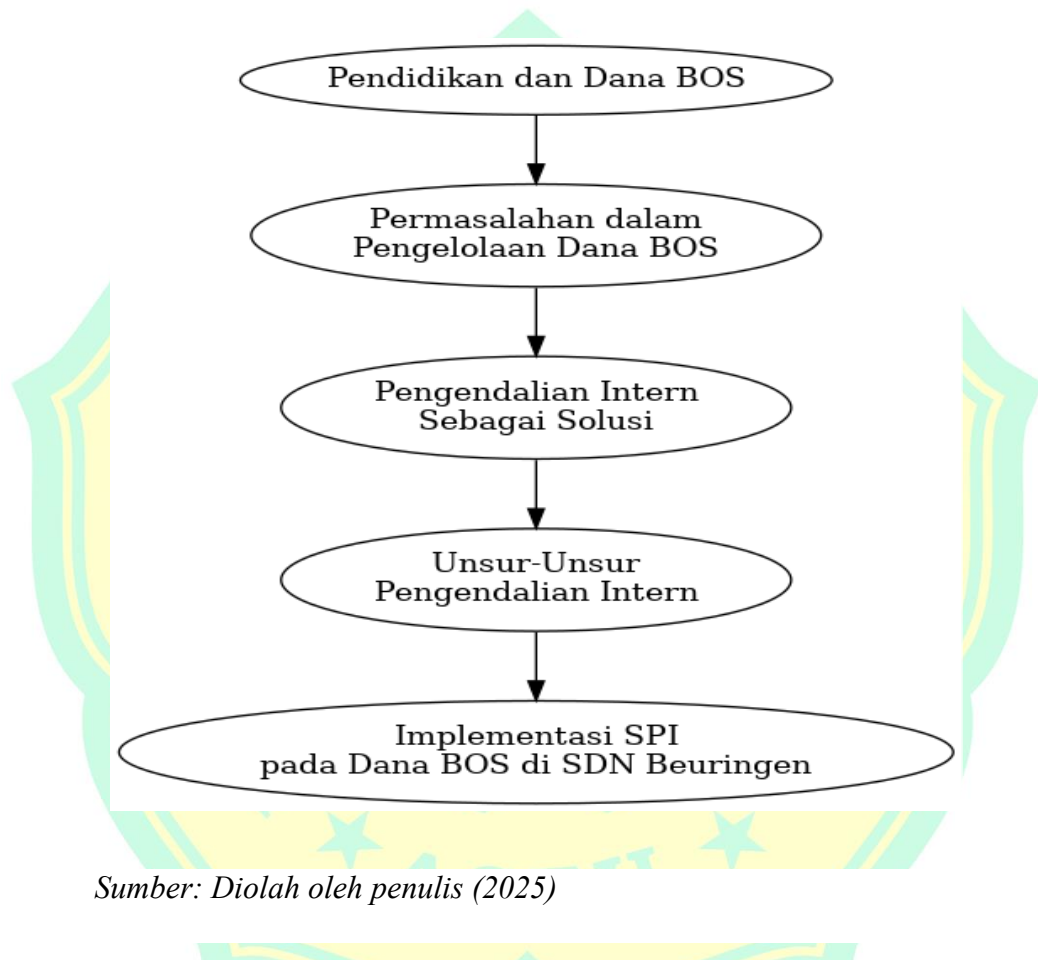 Pendidikan dan Dana BOS
Permasalahan dalam
Pengelolaan Dana BOS
Pengendalian Intern
Sebagai Solusi
Unsur-Unsur
Pengendalian Intern
Implementasi SPI
pada Dana BOS di SDN Beuringen
Sumber: Diolah oleh penulis (2025)